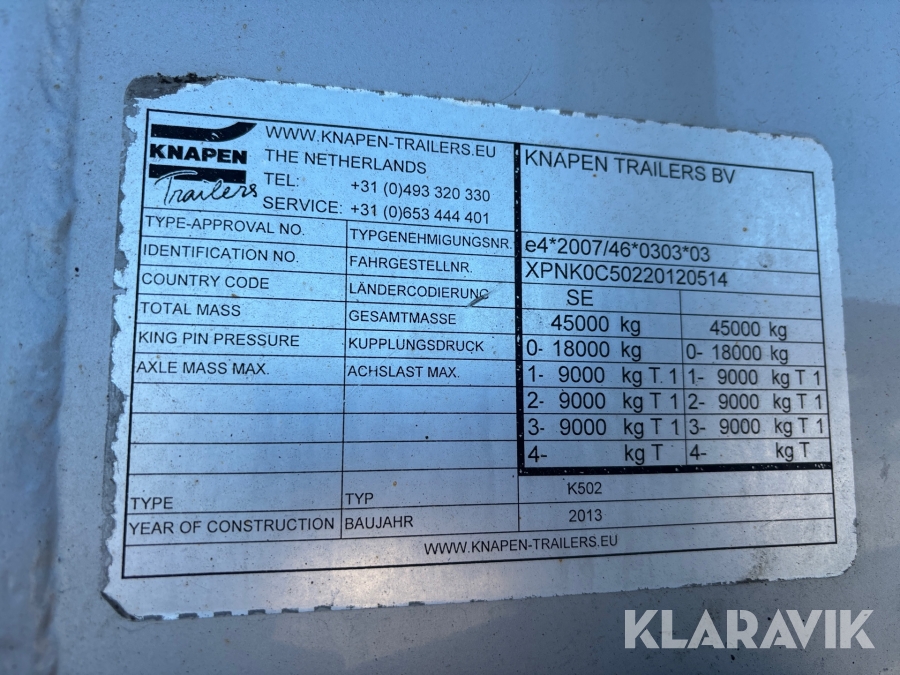 KNAPEN
Trailers
WWW.KNAPEN-TRAILERS.EU
THE NETHERLANDS
TEL: +31 (0)493 320 330
SERVICE: +31 (0)653 444 401
KNAPEN TRAILERS BV
TYPE-APPROVAL NO. TYPGENEHMIGUNGSNR. e4*2007/46*0303*03
IDENTIFICATION NO. FAHRGESTELLNR. XPNK0C50220120514
COUNTRY CODE LÄNDERCODIERUNG SE
TOTAL MASS GESAMTMASSE 45000 kg 45000 kg
KING PIN PRESSURE KUPPLUNGSDRUCK 0- 18000 kg 0- 18000 kg
AXLE MASS MAX. ACHSLAST MAX. 1- 9000 kg T 1 1- 9000 kg T 1
2- 9000 kg T 1 2- 9000 kg T 1
3- 9000 kg T 1 3- 9000 kg T 1
4- kg T 4- kg T
TYPE TYP K502
YEAR OF CONSTRUCTION BAUJAHR 2013
WWW.KNAPEN-TRAILERS.EU
KLARAVIK